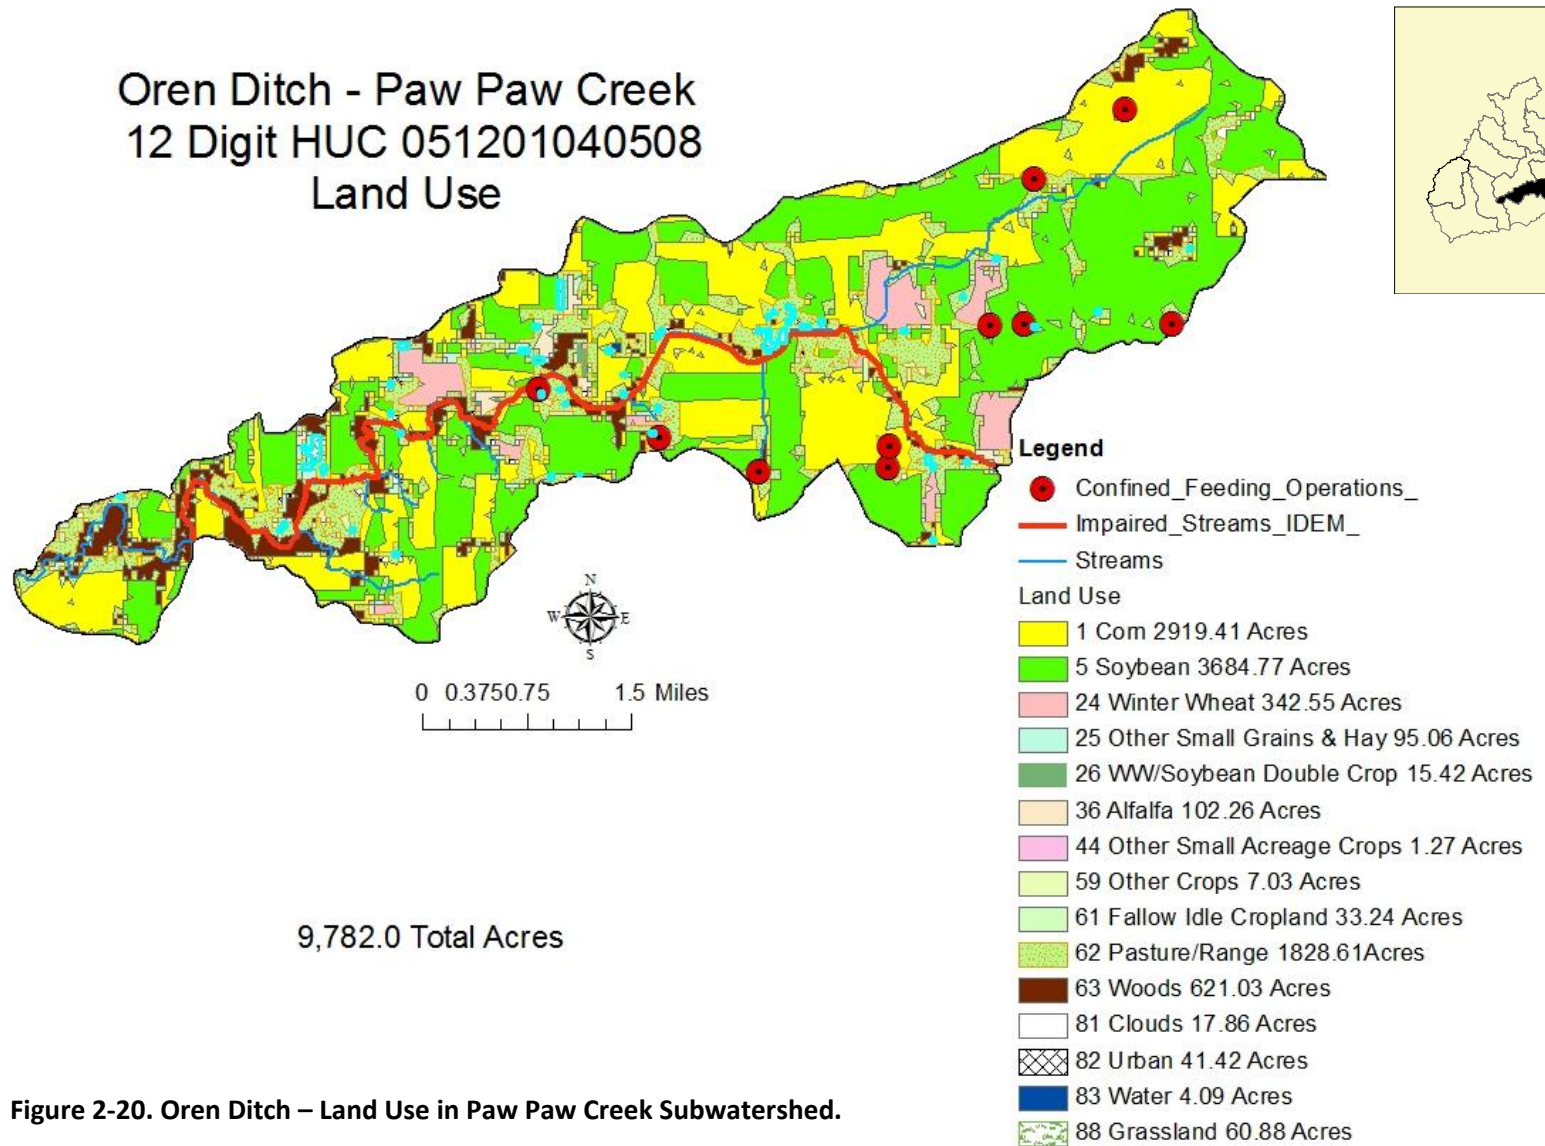 Oren Ditch - Paw Paw Creek
12 Digit HUC 051201040508
Land Use
N
W E
S
0 0.3750.75 1.5 Miles
9,782.0 Total Acres
Legend
Confined_Feeding_Operations_
Impaired_Streams_IDEM_
Streams
Land Use
1 Corn 2919.41 Acres
5 Soybean 3684.77 Acres
24 Winter Wheat 342.55 Acres
25 Other Small Grains & Hay 95.06 Acres
26 WW/Soybean Double Crop 15.42 Acres
36 Alfalfa 102.26 Acres
44 Other Small Acreage Crops 1.27 Acres
59 Other Crops 7.03 Acres
61 Fallow Idle Cropland 33.24 Acres
62 Pasture/Range 1828.61Acres
63 Woods 621.03 Acres
81 Clouds 17.86 Acres
82 Urban 41.42 Acres
83 Water 4.09 Acres
88 Grassland 60.88 Acres
Figure 2-20. Oren Ditch – Land Use in Paw Paw Creek Subwatershed.